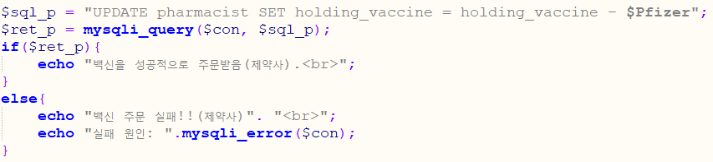 $sql_p = "UPDATE pharmacist SET holding_vaccine = holding_vaccine - $Pfizer";
$ret_p = mysqli_query($con, $sql_p);
if($ret_p){
    echo "백신을 성공적으로 주문받음(제약사).<br>";
}
else{
    echo "백신 주문 실패!!(제약사)". "<br>";
    echo "실패 원인: ".mysqli_error($con);
}